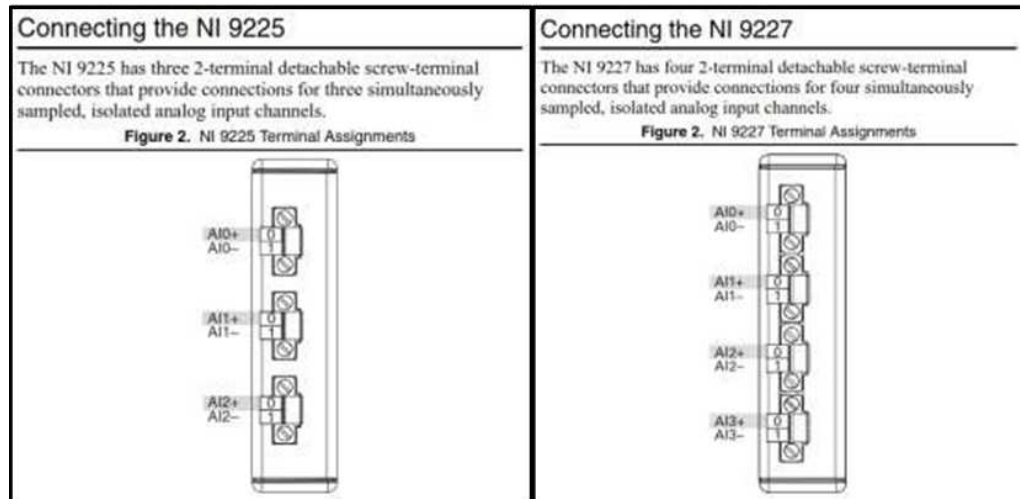 Connecting the NI 9225
The NI 9225 has three 2-terminal detachable screw-terminal
connectors that provide connections for three simultaneously
sampled, isolated analog input channels.
Figure 2. NI 9225 Terminal Assignments
AI0+ 0
AI0– 1
AI1+ 0
AI1– 1
AI2+ 0
AI2– 1
Connecting the NI 9227
The NI 9227 has four 2-terminal detachable screw-terminal
connectors that provide connections for four simultaneously
sampled, isolated analog input channels.
Figure 2. NI 9227 Terminal Assignments
AI0+ 0
AI0– 1
AI1+ 0
AI1– 1
AI2+ 0
AI2– 1
AI3+ 0
AI3– 1